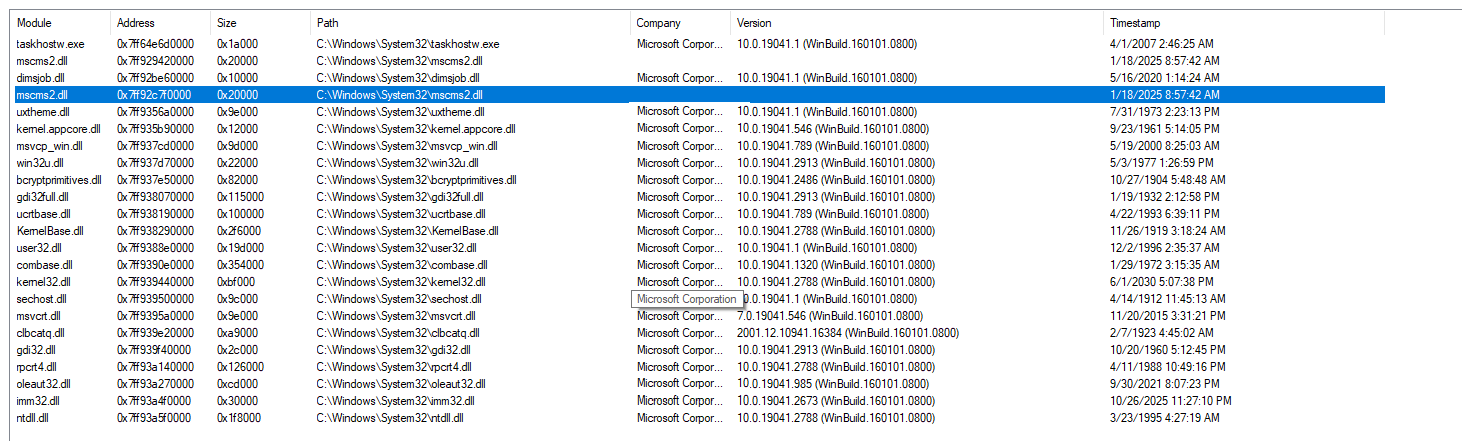 Module Address Size Path Company Version Timestamp
taskhostw.exe 0x7ff64e6d0000 0x1a000 C:\Windows\System32\taskhostw.exe Microsoft Corpor... 10.0.19041.1 (WinBuild.160101.0800) 4/1/2007 2:46:25 AM
mscms2.dll 0x7ff929420000 0x20000 C:\Windows\System32\mscms2.dll 1/18/2025 8:57:42 AM
dimsjob.dll 0x7ff92be60000 0x10000 C:\Windows\System32\dimsjob.dll Microsoft Corpor... 10.0.19041.1 (WinBuild.160101.0800) 5/16/2020 1:14:24 AM
mscms2.dll 0x7ff92c7f0000 0x20000 C:\Windows\System32\mscms2.dll 1/18/2025 8:57:42 AM
uxtheme.dll 0x7ff9356a0000 0x9e000 C:\Windows\System32\uxtheme.dll Microsoft Corpor... 10.0.19041.1 (WinBuild.160101.0800) 7/31/1973 2:23:13 PM
kernel.appcore.dll 0x7ff935b90000 0x12000 C:\Windows\System32\kernel.appcore.dll Microsoft Corpor... 10.0.19041.546 (WinBuild.160101.0800) 9/23/1961 5:14:05 PM
msvcp_win.dll 0x7ff937cd0000 0x9d000 C:\Windows\System32\msvcp_win.dll Microsoft Corpor... 10.0.19041.789 (WinBuild.160101.0800) 5/19/2000 8:25:03 AM
win32u.dll 0x7ff937d70000 0x22000 C:\Windows\System32\win32u.dll Microsoft Corpor... 10.0.19041.2913 (WinBuild.160101.0800) 5/3/1977 1:26:59 PM
bcryptprimitives.dll 0x7ff937e50000 0x82000 C:\Windows\System32\bcryptprimitives.dll Microsoft Corpor... 10.0.19041.2486 (WinBuild.160101.0800) 10/27/1904 5:48:48 AM
gdi32full.dll 0x7ff938070000 0x115000 C:\Windows\System32\gdi32full.dll Microsoft Corpor... 10.0.19041.2913 (WinBuild.160101.0800) 1/19/1932 2:12:58 PM
ucrtbase.dll 0x7ff938190000 0x100000 C:\Windows\System32\ucrtbase.dll Microsoft Corpor... 10.0.19041.789 (WinBuild.160101.0800) 4/22/1993 6:39:11 PM
KernelBase.dll 0x7ff938290000 0x2f6000 C:\Windows\System32\KernelBase.dll Microsoft Corpor... 10.0.19041.2788 (WinBuild.160101.0800) 11/26/1919 3:18:24 AM
user32.dll 0x7ff9388e0000 0x19d000 C:\Windows\System32\user32.dll Microsoft Corpor... 10.0.19041.1 (WinBuild.160101.0800) 12/2/1996 2:35:37 AM
combase.dll 0x7ff9390e0000 0x354000 C:\Windows\System32\combase.dll Microsoft Corpor... 10.0.19041.1320 (WinBuild.160101.0800) 1/29/1972 3:15:35 AM
kernel32.dll 0x7ff939440000 0xbf000 C:\Windows\System32\kernel32.dll Microsoft Corpor... 10.0.19041.2788 (WinBuild.160101.0800) 6/1/2030 5:07:38 PM
sechost.dll 0x7ff939500000 0x9c000 C:\Windows\System32\sechost.dll Microsoft Corporation 0.0.19041.1 (WinBuild.160101.0800) 4/14/1912 11:45:13 AM
msvcrt.dll 0x7ff9395a0000 0x9e000 C:\Windows\System32\msvcrt.dll Microsoft Corpor... 7.0.19041.546 (WinBuild.160101.0800) 11/20/2015 3:31:21 PM
clbcatq.dll 0x7ff939e20000 0xa9000 C:\Windows\System32\clbcatq.dll Microsoft Corpor... 2001.12.10941.16384 (WinBuild.160101.0800) 2/7/1923 4:45:02 AM
gdi32.dll 0x7ff939f40000 0x2c000 C:\Windows\System32\gdi32.dll Microsoft Corpor... 10.0.19041.2913 (WinBuild.160101.0800) 10/20/1960 5:12:45 PM
rpcrt4.dll 0x7ff93a140000 0x126000 C:\Windows\System32\rpcrt4.dll Microsoft Corpor... 10.0.19041.2788 (WinBuild.160101.0800) 4/11/1988 10:49:16 PM
oleaut32.dll 0x7ff93a270000 0xcd000 C:\Windows\System32\oleaut32.dll Microsoft Corpor... 10.0.19041.985 (WinBuild.160101.0800) 9/30/2021 8:07:23 PM
imm32.dll 0x7ff93a4f0000 0x30000 C:\Windows\System32\imm32.dll Microsoft Corpor... 10.0.19041.2673 (WinBuild.160101.0800) 10/26/2025 11:27:10 PM
ntdll.dll 0x7ff93a5f0000 0x1f8000 C:\Windows\System32\ntdll.dll Microsoft Corpor... 10.0.19041.2788 (WinBuild.160101.0800) 3/23/1995 4:27:19 AM